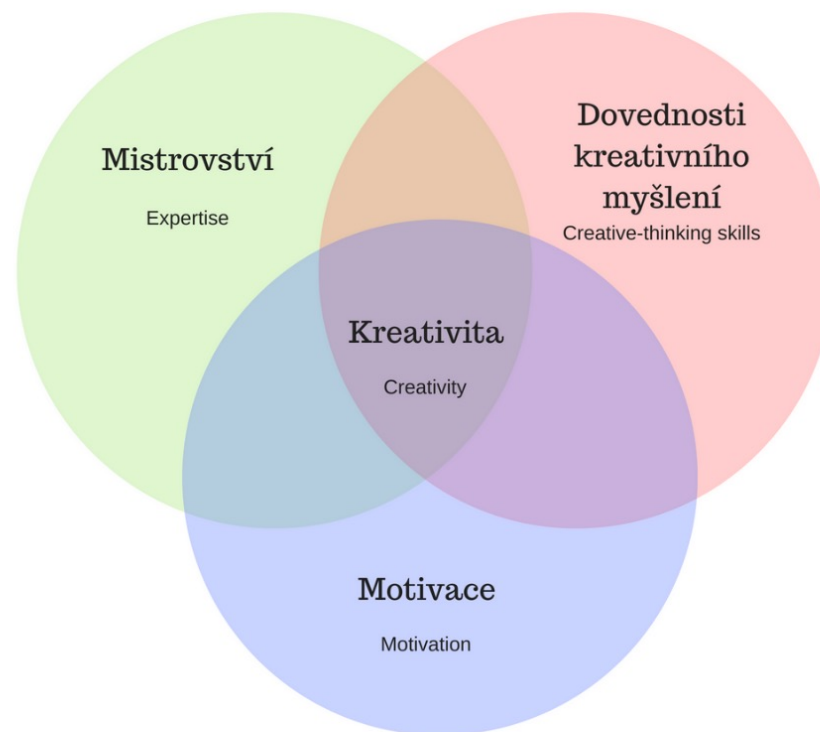 Mistrovství
Expertise
Dovednosti
kreativního
myšlení
Creative-thinking skills
Kreativita
Creativity
Motivace
Motivation